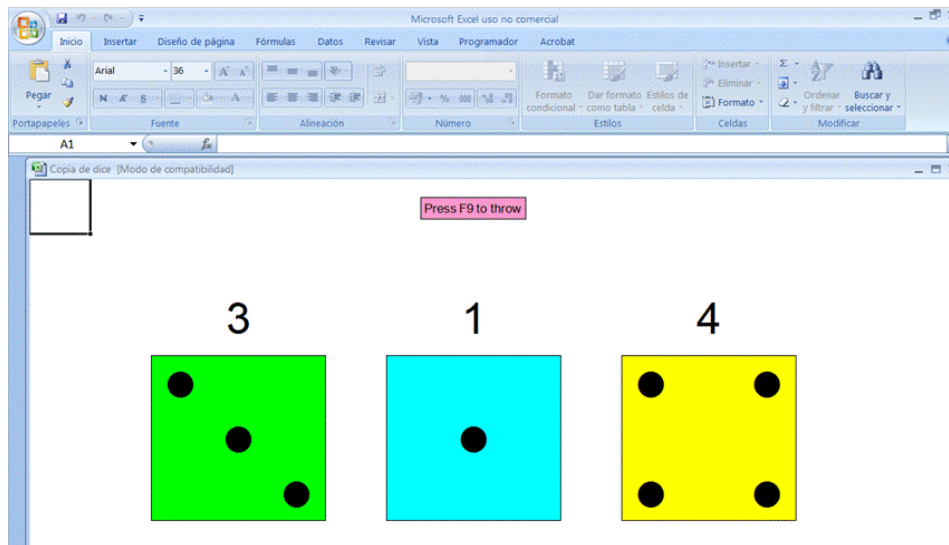 Microsoft Excel uso no comercial
Inicio Insertar Diseño de página Fórmulas Datos Revisar Vista Programador Acrobat
Pegar
Arial 36
N K S
% 000
Formato condicional
Dar formato como tabla
Estilos de celda
Insertar
Eliminar
Formato
Ordenar y filtrar
Buscar y seleccionar
Portapapeles Fuente Alineación Número Estilos Celdas Modificar
A1 fx
Copia de dice [Modo de compatibilidad]
Press F9 to throw
3 1 4